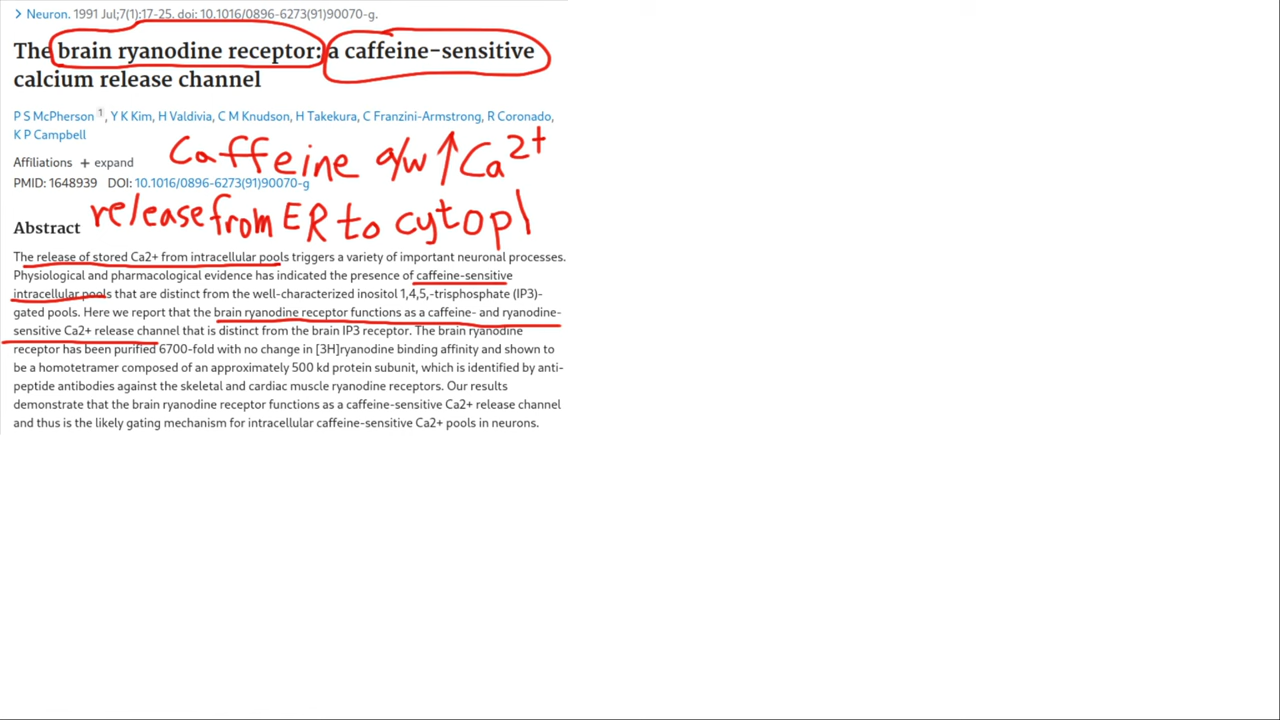 > Neuron. 1991 Jul;7(1):17-25. doi: 10.1016/0896-6273(91)90070-g.
The brain ryanodine receptor: a caffeine-sensitive
calcium release channel
P S McPherson 1, Y K Kim, H Valdivia, C M Knudson, H Takekura, C Franzini-Armstrong, R Coronado,
K P Campbell
Caffeine a/w ↑ Ca2+
Affiliations + expand
PMID: 1648939 DOI: 10.1016/0896-6273(91)90070-g
release from ER to cytopl
Abstract
The release of stored Ca2+ from intracellular pools triggers a variety of important neuronal processes.
Physiological and pharmacological evidence has indicated the presence of caffeine-sensitive
intracellular pools that are distinct from the well-characterized inositol 1,4,5,-trisphosphate (IP3)-
gated pools. Here we report that the brain ryanodine receptor functions as a caffeine- and ryanodine-
sensitive Ca2+ release channel that is distinct from the brain IP3 receptor. The brain ryanodine
receptor has been purified 6700-fold with no change in [3H]ryanodine binding affinity and shown to
be a homotetramer composed of an approximately 500 kd protein subunit, which is identified by anti-
peptide antibodies against the skeletal and cardiac muscle ryanodine receptors. Our results
demonstrate that the brain ryanodine receptor functions as a caffeine-sensitive Ca2+ release channel
and thus is the likely gating mechanism for intracellular caffeine-sensitive Ca2+ pools in neurons.